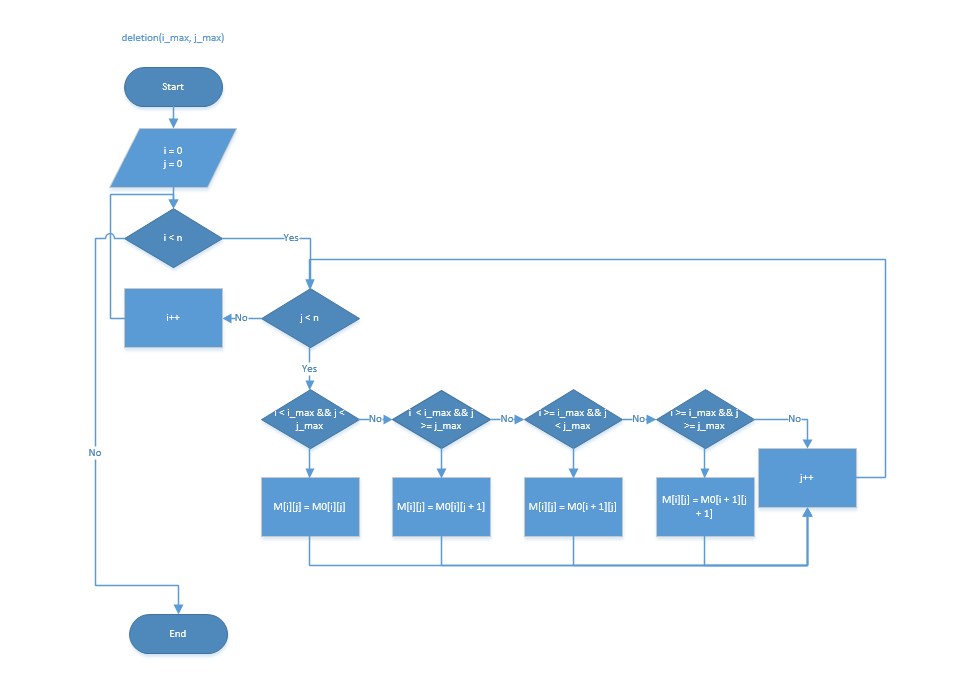 deletion(i_max, j_max)
Start
i = 0
j = 0
i < n
Yes
i++
No
j < n
Yes
i < i_max && j <
j_max
No
i < i_max && j
>= j_max
No
i >= i_max && j
< j_max
No
i >= i_max && j
>= j_max
No
No
M[i][j] = M0[i][j]
M[i][j] = M0[i][j + 1]
M[i][j] = M0[i + 1][j]
M[i][j] = M0[i + 1][j
+ 1]
j++
End